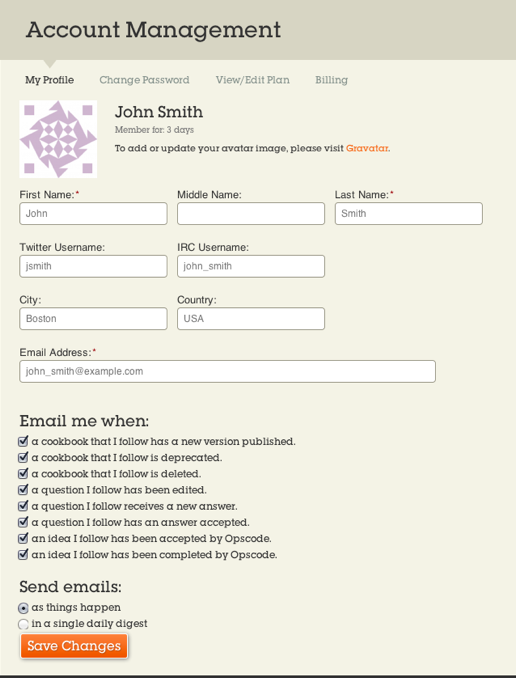 Account Management
My Profile Change Password View/Edit Plan Billing
John Smith
Member for: 3 days
To add or update your avatar image, please visit Gravatar.
First Name:* Middle Name: Last Name:*
John Smith
Twitter Username: IRC Username:
jsmith john_smith
City: Country:
Boston USA
Email Address:*
john_smith@example.com
Email me when:
a cookbook that I follow has a new version published.
a cookbook that I follow is deprecated.
a cookbook that I follow is deleted.
a question I follow has been edited.
a question I follow receives a new answer.
a question I follow has an answer accepted.
an idea I follow has been accepted by Opscode.
an idea I follow has been completed by Opscode.
Send emails:
as things happen
in a single daily digest
Save Changes